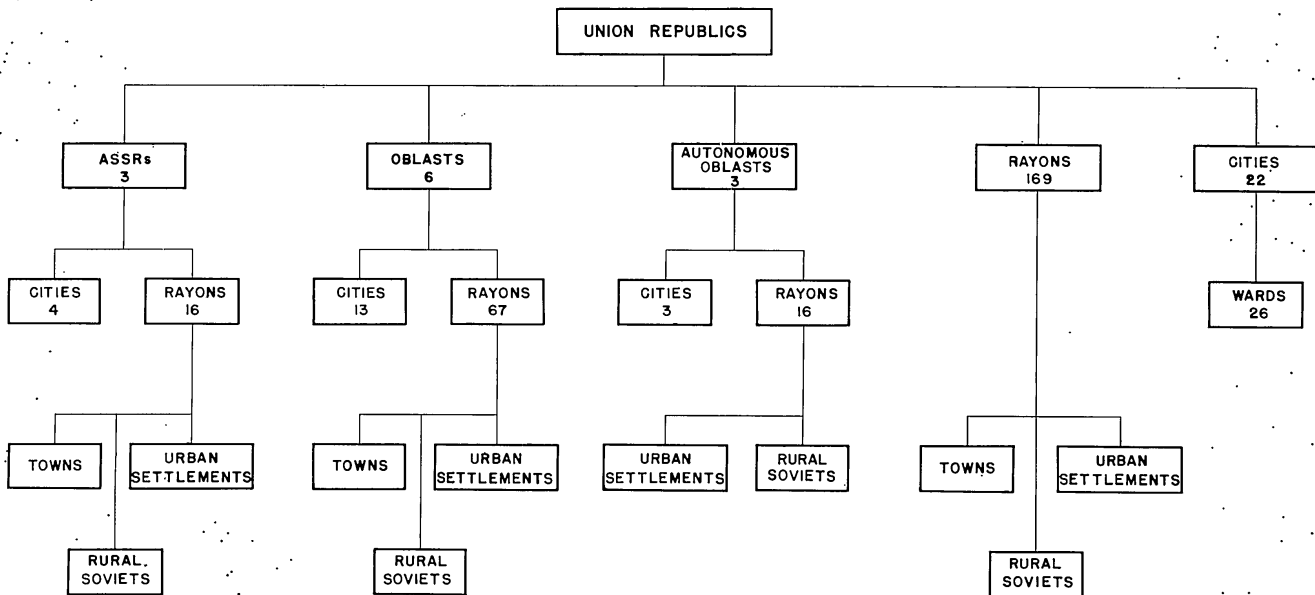 UNION REPUBLICS
ASSRs
3
OBLASTS
6
AUTONOMOUS
OBLASTS
3
RAYONS
169
CITIES
22
CITIES
4
RAYONS
16
CITIES
13
RAYONS
67
CITIES
3
RAYONS
16
WARDS
26
TOWNS
URBAN
SETTLEMENTS
TOWNS
URBAN
SETTLEMENTS
URBAN
SETTLEMENTS
RURAL
SOVIETS
TOWNS
URBAN
SETTLEMENTS
RURAL
SOVIETS
RURAL
SOVIETS
RURAL
SOVIETS